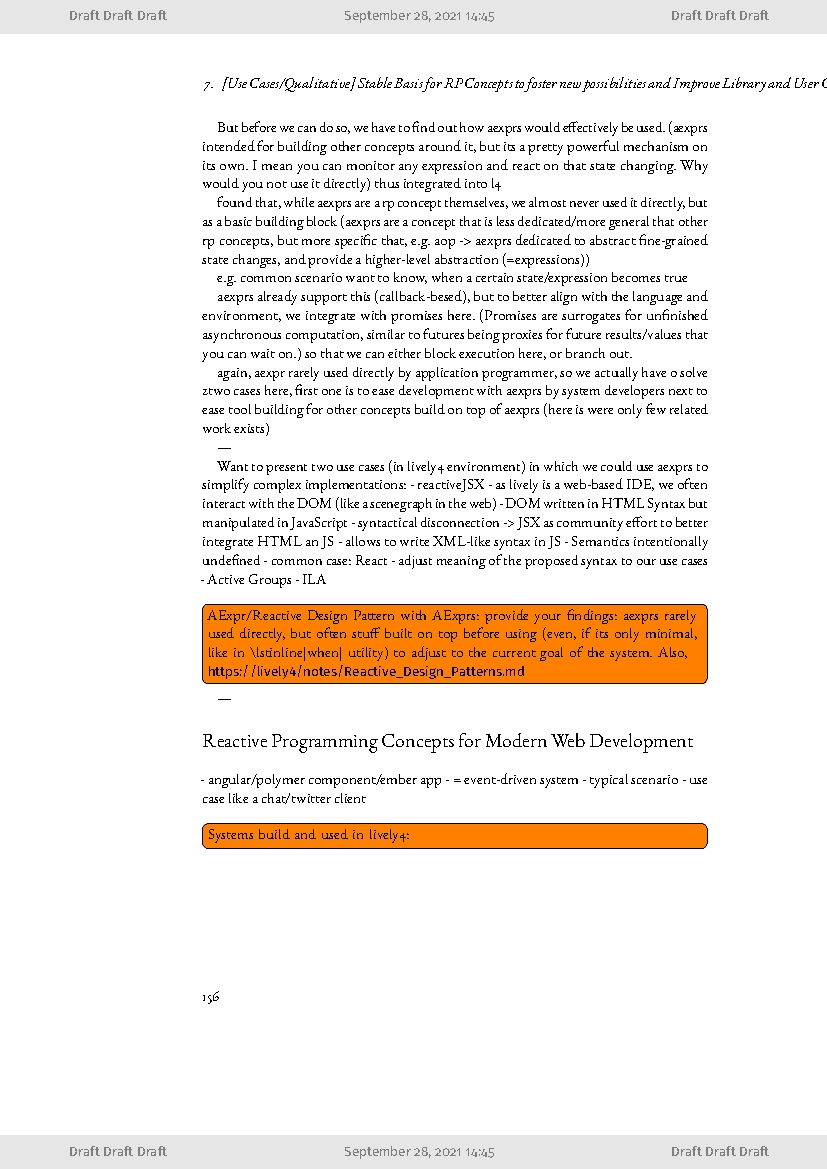 Draft Draft Draft September 28, 2021 14:45 Draft Draft Draft
7. [Use Cases/Qualitative] Stable Basis for RP Concepts to foster new possibilities and Improve Library and User
But before we can do so, we have to find out how aexprs would effectively be used. (aexprs
intended for building other concepts around it, but its a pretty powerful mechanism on
its own. I mean you can monitor any expression and react on that state changing. Why
would you not use it directly) thus integrated into l4
found that, while aexprs are a rp concept themselves, we almost never used it directly, but
as a basic building block (aexprs are a concept that is less dedicated/more general that other
rp concepts, but more specific that, e.g. aop -> aexprs dedicated to abstract fine-grained
state changes, and provide a higher-level abstraction (=expressions))
e.g. common scenario want to know, when a certain state/expression becomes true
aexprs already support this (callback-besed), but to better align with the language and
environment, we integrate with promises here. (Promises are surrogates for unfinished
asynchronous computation, similar to futures being proxies for future results/values that
you can wait on.) so that we can either block execution here, or branch out.
again, aexpr rarely used directly by application programmer, so we actually have o solve
ztwo cases here, first one is to ease development with aexprs by system developers next to
ease tool building for other concepts build on top of aexprs (here is were only few related
work exists)
—
Want to present two use cases (in lively4 environment) in which we could use aexprs to
simplify complex implementations: - reactiveJSX - as lively is a web-based IDE, we often
interact with the DOM (like a scenegraph in the web) - DOM written in HTML Syntax but
manipulated in JavaScript - syntactical disconnection -> JSX as community effort to better
integrate HTML an JS - allows to write XML-like syntax in JS - Semantics intentionally
undefined - common case: React - adjust meaning of the proposed syntax to our use cases
- Active Groups - ILA
AExpr/Reactive Design Pattern with AExprs: provide your findings: aexprs rarely
used directly, but often stuff built on top before using (even, if its only minimal,
like in \lstinline|when| utility) to adjust to the current goal of the system. Also,
https://lively4/notes/Reactive_Design_Patterns.md
—
Reactive Programming Concepts for Modern Web Development
- angular/polymer component/ember app - = event-driven system - typical scenario - use
case like a chat/twitter client
Systems build and used in lively4:
156
Draft Draft Draft September 28, 2021 14:45 Draft Draft Draft